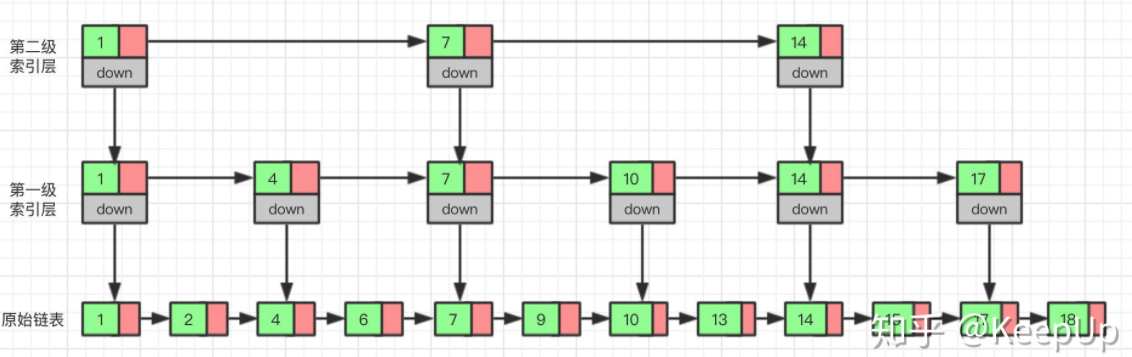 第二级
索引层
1 7 14
down down down
第一级
索引层
1 4 7 10 14 17
down down down down down down
原始链表 1 2 4 6 7 9 10 13 14 18
知乎 @KeepUp